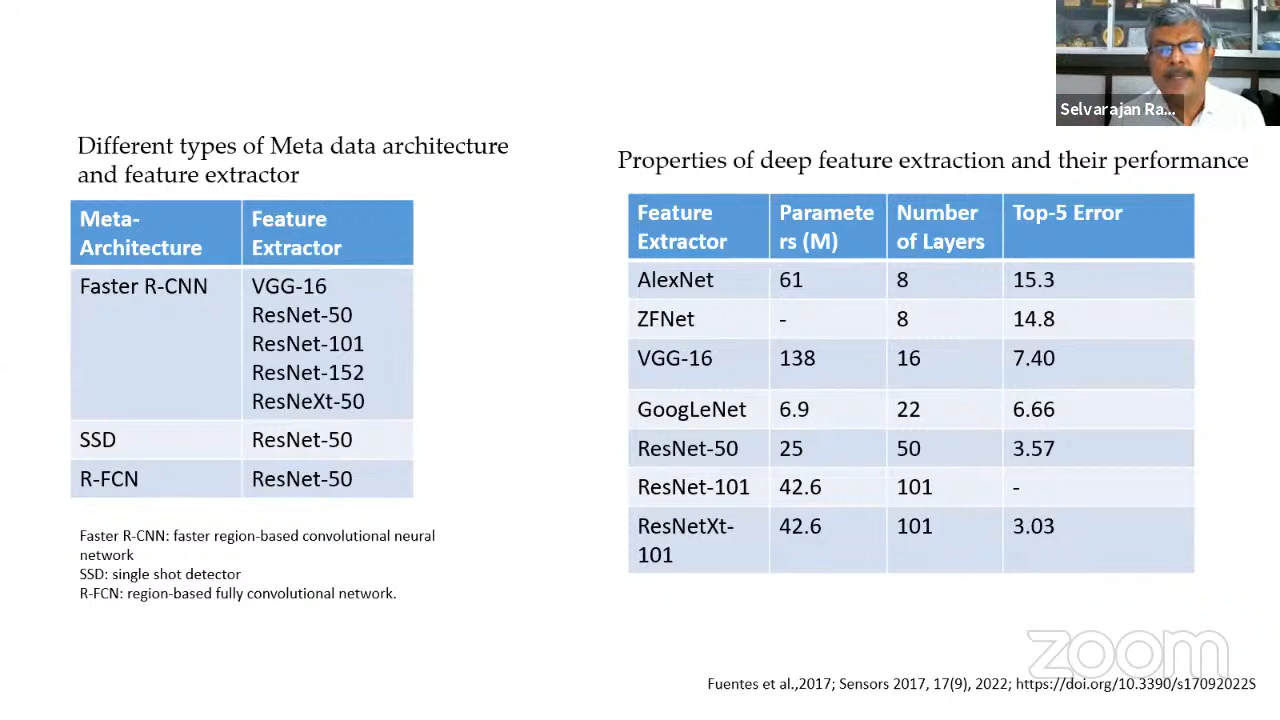 Selvarajan Ra...
Different types of Meta data architecture
and feature extractor
Meta-
Architecture
Feature
Extractor
Faster R-CNN
VGG-16
ResNet-50
ResNet-101
ResNet-152
ResNeXt-50
SSD
ResNet-50
R-FCN
ResNet-50
Faster R-CNN: faster region-based convolutional neural
network
SSD: single shot detector
R-FCN: region-based fully convolutional network.
Properties of deep feature extraction and their performance
Feature
Extractor
Paramete
rs (M)
Number
of Layers
Top-5 Error
AlexNet
61
8
15.3
ZFNet
-
8
14.8
VGG-16
138
16
7.40
GoogLeNet
6.9
22
6.66
ResNet-50
25
50
3.57
ResNet-101
42.6
101
-
ResNetXt-
101
42.6
101
3.03
zoom
Fuentes et al.,2017; Sensors 2017, 17(9), 2022; https://doi.org/10.3390/s17092022S